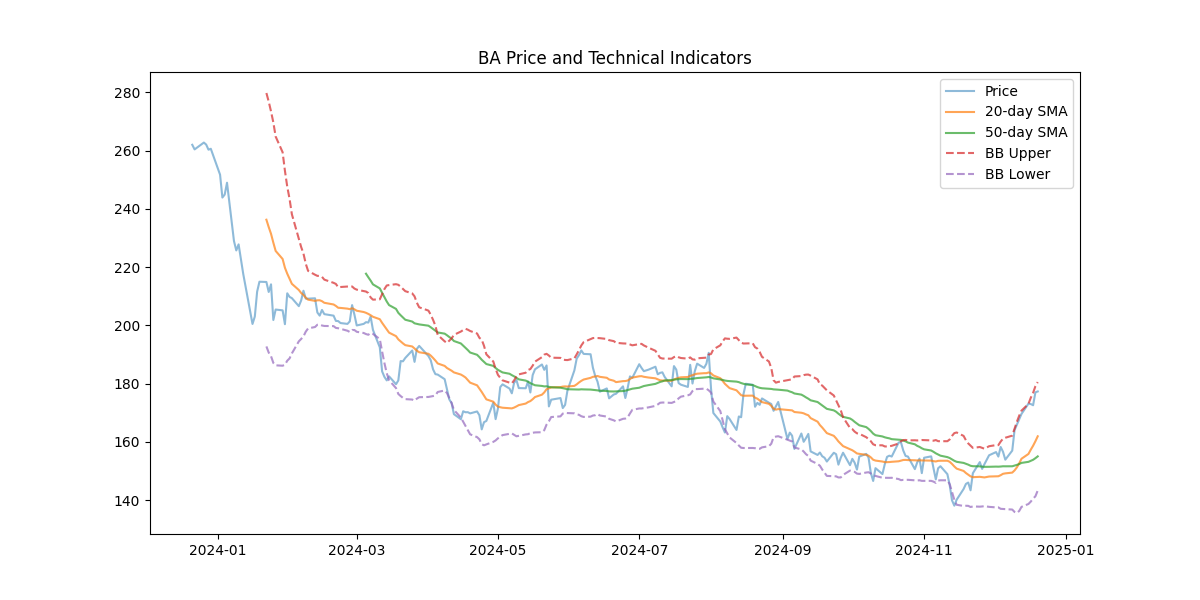 BA Price and Technical Indicators
Price
20-day SMA
50-day SMA
BB Upper
BB Lower
280
260
240
220
200
180
160
140
2024-01
2024-03
2024-05
2024-07
2024-09
2024-11
2025-01